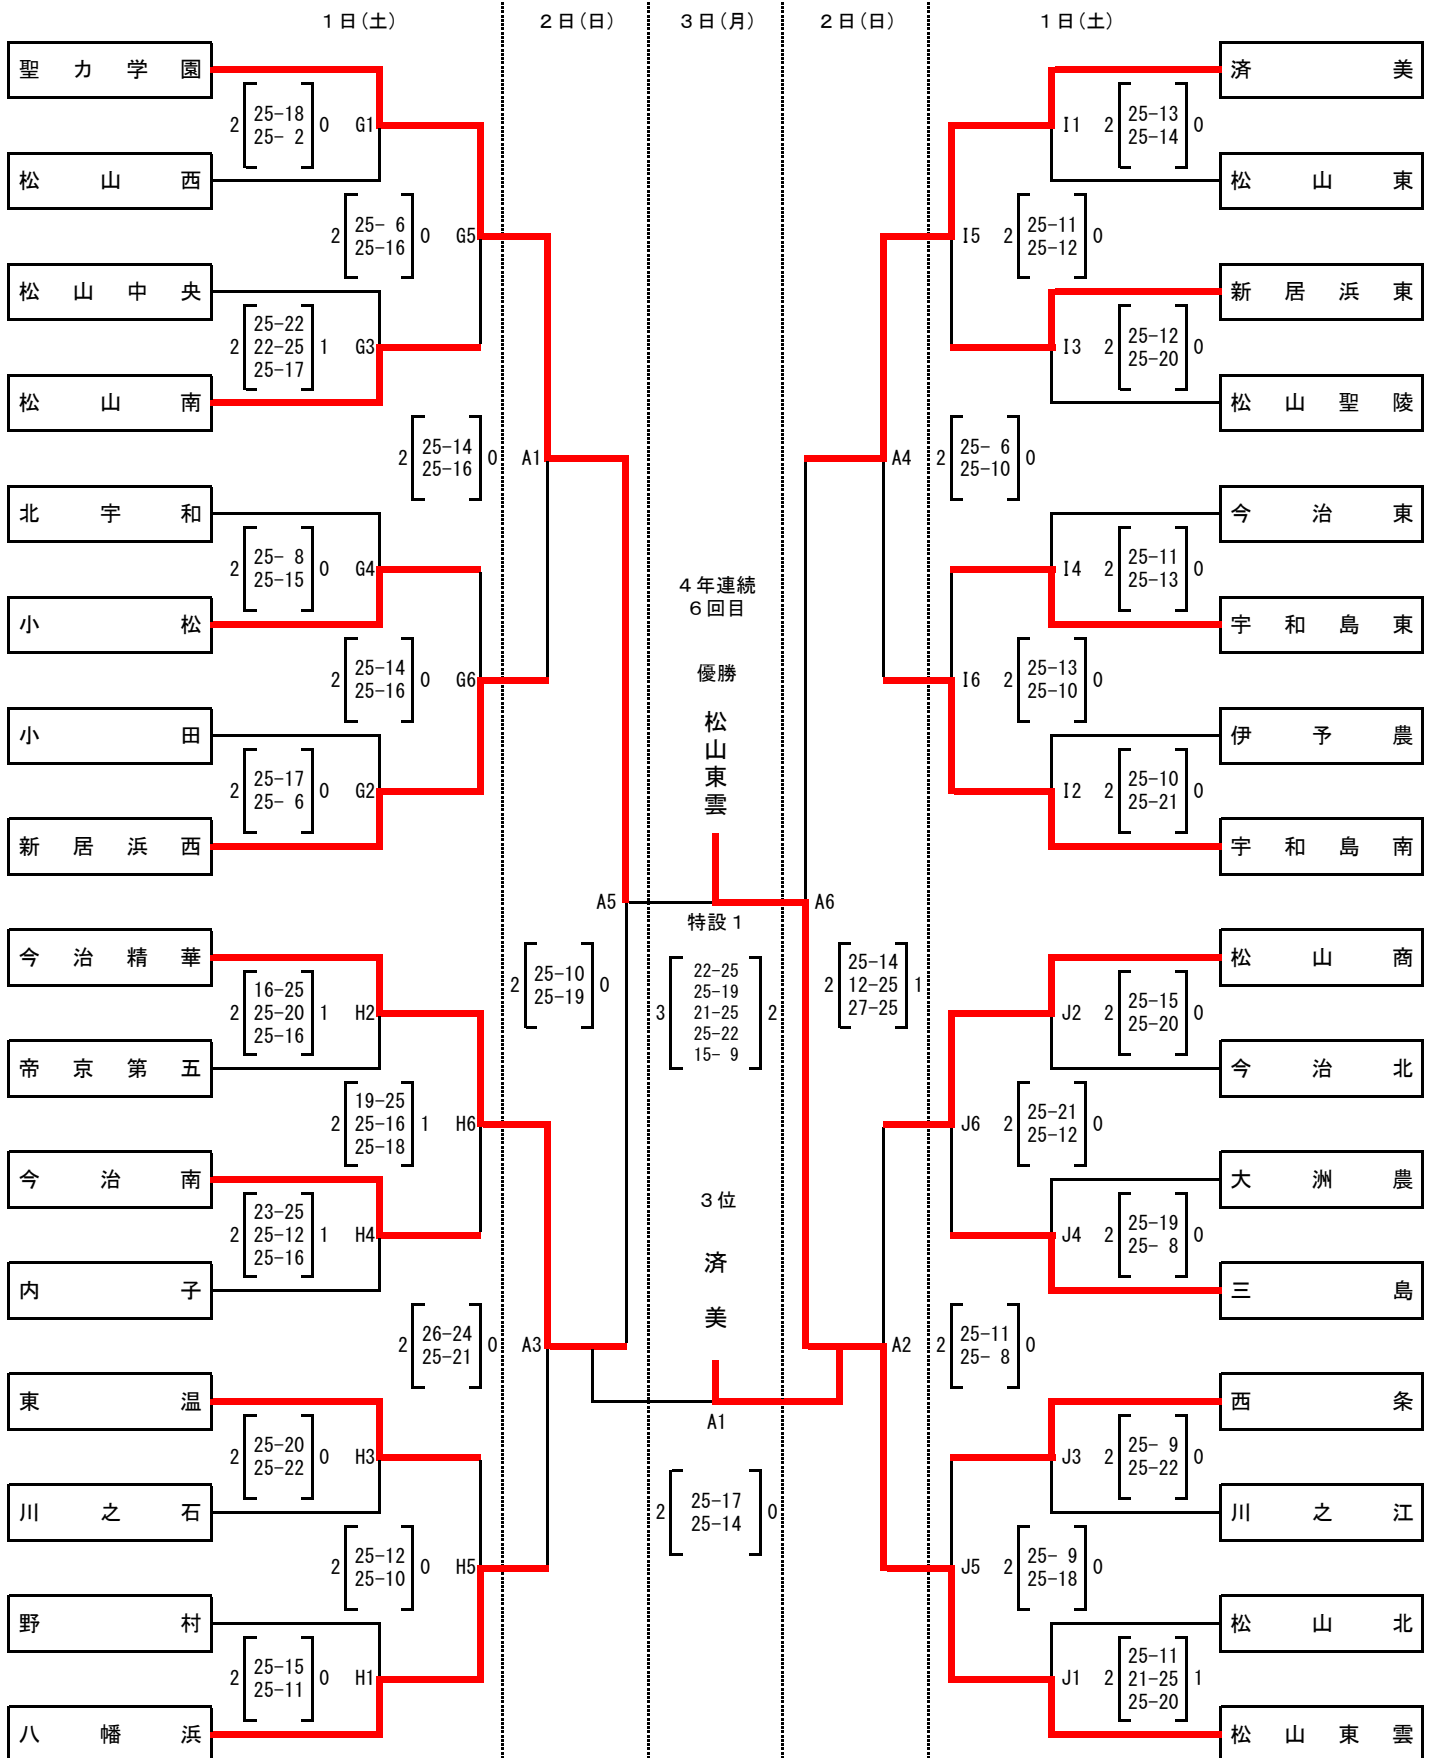 1日(土)
2日(日)
3日(月)
2日(日)
1日(土)
聖カ学園
2 25-18 25- 2 0 G1
松山西
2 25- 6 25-16 0 G5
松山中央
2 25-22 22-25 25-17 1 G3
松山南
2 25-14 25-16 0 A1
北宇和
2 25- 8 25-15 0 G4
小松
2 25-14 25-16 0 G6
小田
2 25-17 25- 6 0 G2
新居浜西
A5
2 25-10 25-19 0
今治精華
2 16-25 25-20 25-16 1 H2
帝京第五
2 19-25 25-16 25-18 1 H6
今治南
2 23-25 25-12 25-16 1 H4
内子
2 26-24 25-21 0 A3
東温
2 25-20 25-22 0 H3
川之石
2 25-12 25-10 0 H5
野村
2 25-15 25-11 0 H1
八幡浜
4年連続
6回目
優勝
松山東雲
特設1
3 22-25 25-19 21-25 25-22 15- 9 2
3位
済美
A1
2 25-17 25-14 0
済美
I1 2 25-13 25-14 0
松山東
I5 2 25-11 25-12 0
新居浜東
I3 2 25-12 25-20 0
松山聖陵
A4 2 25- 6 25-10 0
今治東
I4 2 25-11 25-13 0
宇和島東
I6 2 25-13 25-10 0
伊予農
I2 2 25-10 25-21 0
宇和島南
A6
2 25-14 12-25 27-25 1
松山商
J2 2 25-15 25-20 0
今治北
J6 2 25-21 25-12 0
大洲農
J4 2 25-19 25- 8 0
三島
A2 2 25-11 25- 8 0
西条
J3 2 25- 9 25-22 0
川之江
J5 2 25- 9 25-18 0
松山北
J1 2 25-11 21-25 25-20 1
松山東雲